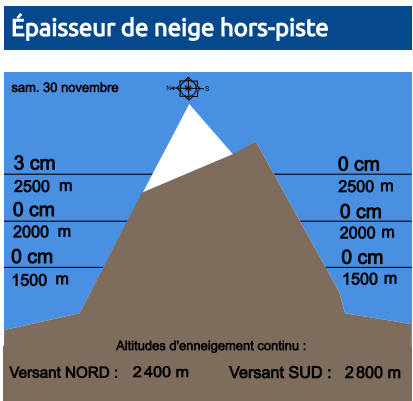 Épaisseur de neige hors-piste
sam. 30 novembre
N S
3 cm 0 cm
2500 m 2500 m
0 cm 0 cm
2000 m 2000 m
0 cm 0 cm
1500 m 1500 m
Altitudes d'enneigement continu :
Versant NORD : 2400 m Versant SUD : 2800 m